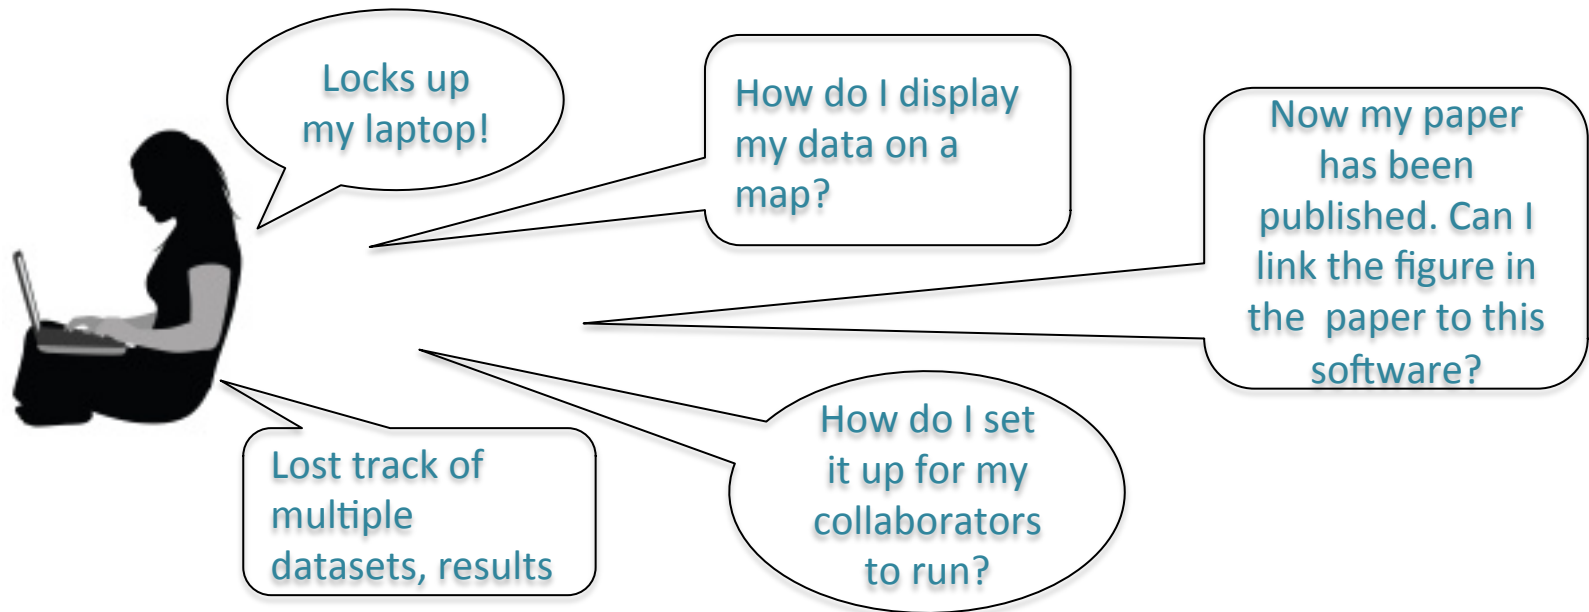 Locks up
my laptop!
How do I display
my data on a
map?
Now my paper
has been
published. Can I
link the figure in
the paper to this
software?
Lost track of
multiple
datasets, results
How do I set
it up for my
collaborators
to run?